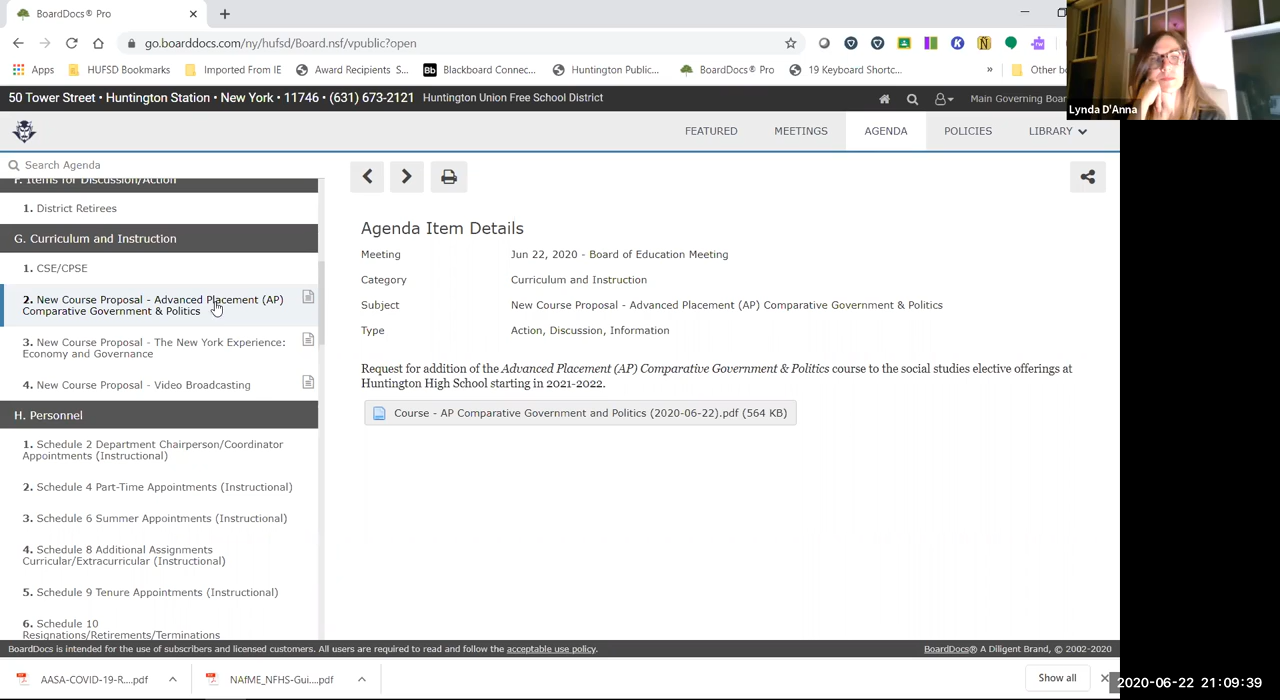 BoardDocs® Pro
go.boarddocs.com/ny/hufsd/Board.nsf/vpublic?open
Apps
HUFSD Bookmarks
Imported From IE
Award Recipients S...
Bb
Blackboard Connec...
Huntington Public...
BoardDocs® Pro
19 Keyboard Shortc...
»
Other bo
Lynda D'Anna
50 Tower Street • Huntington Station • New York • 11746 • (631) 673-2121 Huntington Union Free School District
Main Governing Boar
FEATURED MEETINGS AGENDA POLICIES LIBRARY
Search Agenda
F. Items for Discussion/Action
1. District Retirees
G. Curriculum and Instruction
1. CSE/CPSE
2. New Course Proposal - Advanced Placement (AP)
Comparative Government & Politics
3. New Course Proposal - The New York Experience:
Economy and Governance
4. New Course Proposal - Video Broadcasting
H. Personnel
1. Schedule 2 Department Chairperson/Coordinator
Appointments (Instructional)
2. Schedule 4 Part-Time Appointments (Instructional)
3. Schedule 6 Summer Appointments (Instructional)
4. Schedule 8 Additional Assignments
Curricular/Extracurricular (Instructional)
5. Schedule 9 Tenure Appointments (Instructional)
6. Schedule 10
Resignations/Retirements/Terminations
Agenda Item Details
Meeting Jun 22, 2020 - Board of Education Meeting
Category Curriculum and Instruction
Subject New Course Proposal - Advanced Placement (AP) Comparative Government & Politics
Type Action, Discussion, Information
Request for addition of the Advanced Placement (AP) Comparative Government & Politics course to the social studies elective offerings at
Huntington High School starting in 2021-2022.
Course - AP Comparative Government and Politics (2020-06-22).pdf (564 KB)
BoardDocs is intended for the use of subscribers and licensed customers. All users are required to read and follow the acceptable use policy.
BoardDocs® A Diligent Brand, © 2002-2020
AASA-COVID-19-R....pdf
NAfME_NFHS-Gui....pdf
Show all
2020-06-22 21:09:39